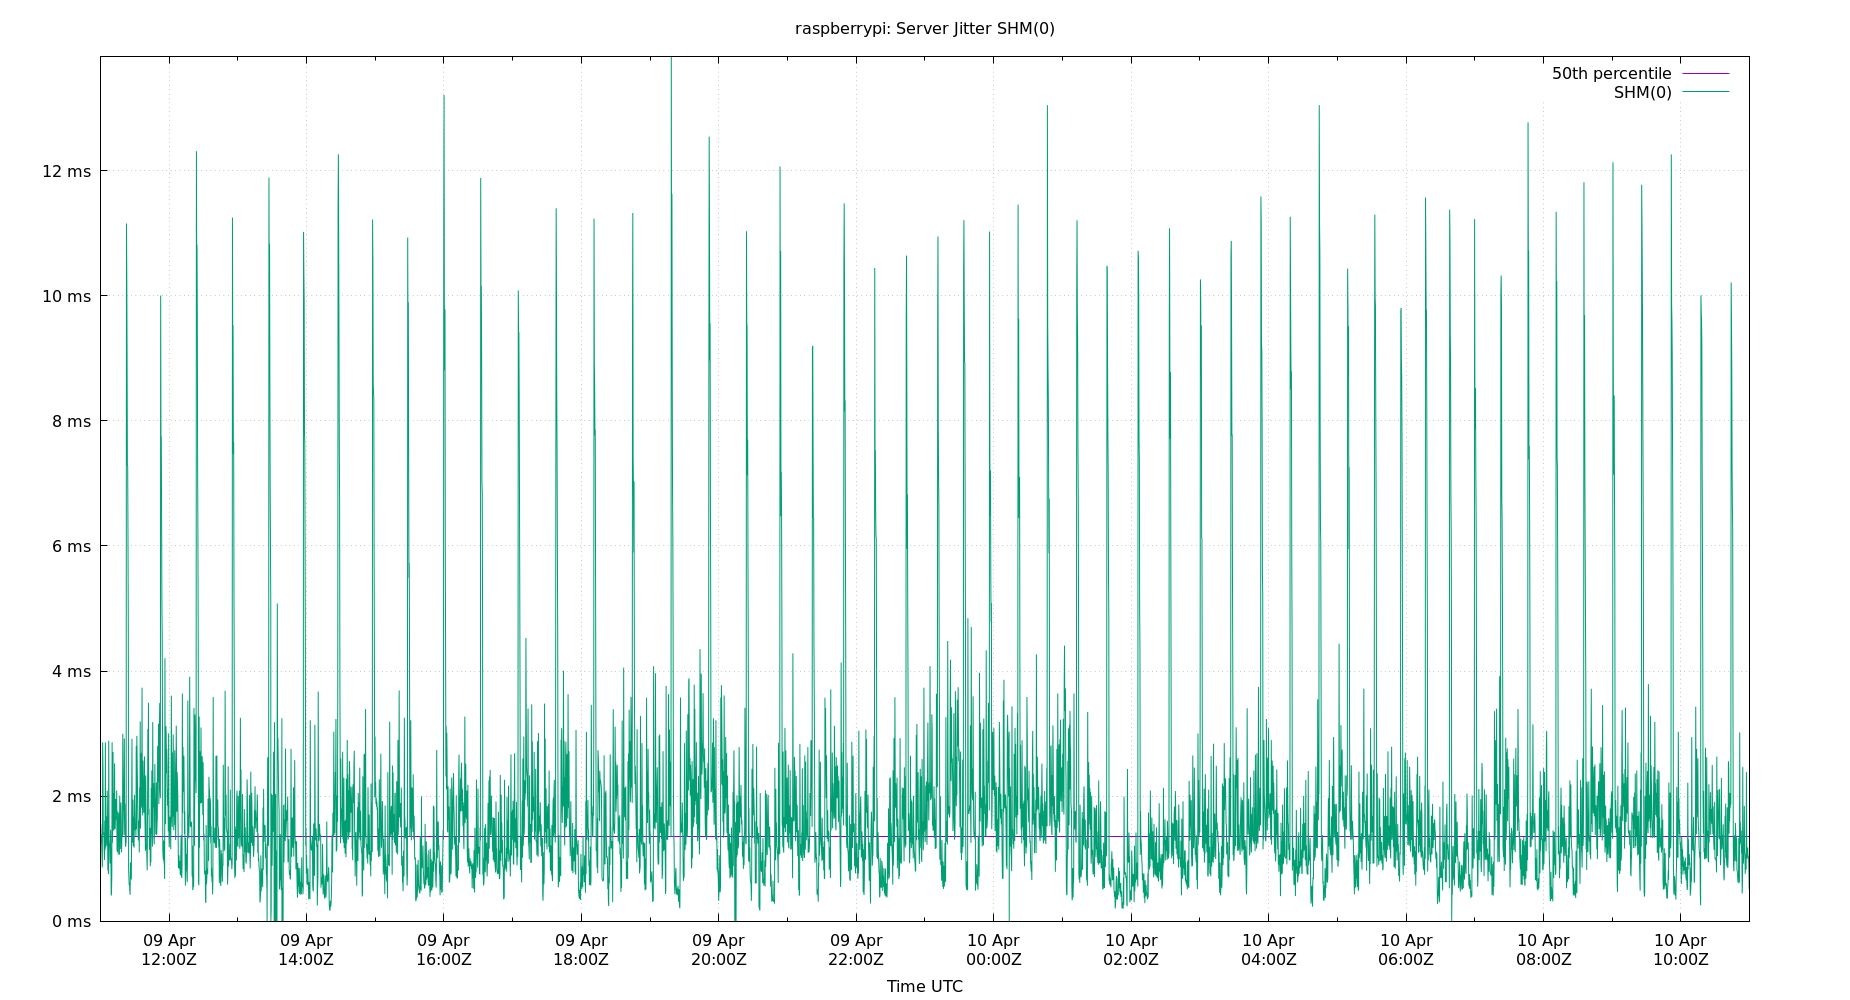 raspberrypi: Server Jitter SHM(0)
50th percentile
SHM(0)
12 ms
10 ms
8 ms
6 ms
4 ms
2 ms
0 ms
09 Apr 09 Apr 09 Apr 09 Apr 09 Apr 09 Apr 10 Apr 10 Apr 10 Apr 10 Apr 10 Apr 10 Apr
12:00Z 14:00Z 16:00Z 18:00Z 20:00Z 22:00Z 00:00Z 02:00Z 04:00Z 06:00Z 08:00Z 10:00Z
Time UTC